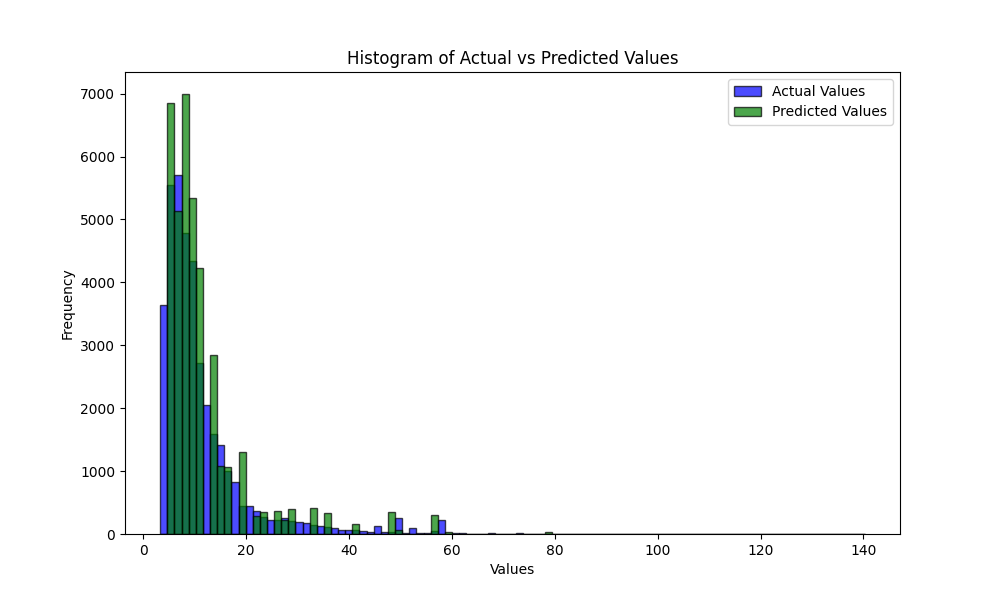 Histogram of Actual vs Predicted Values
Actual Values
Predicted Values
7000
6000
5000
4000
3000
2000
1000
0
Frequency
0 20 40 60 80 100 120 140
Values